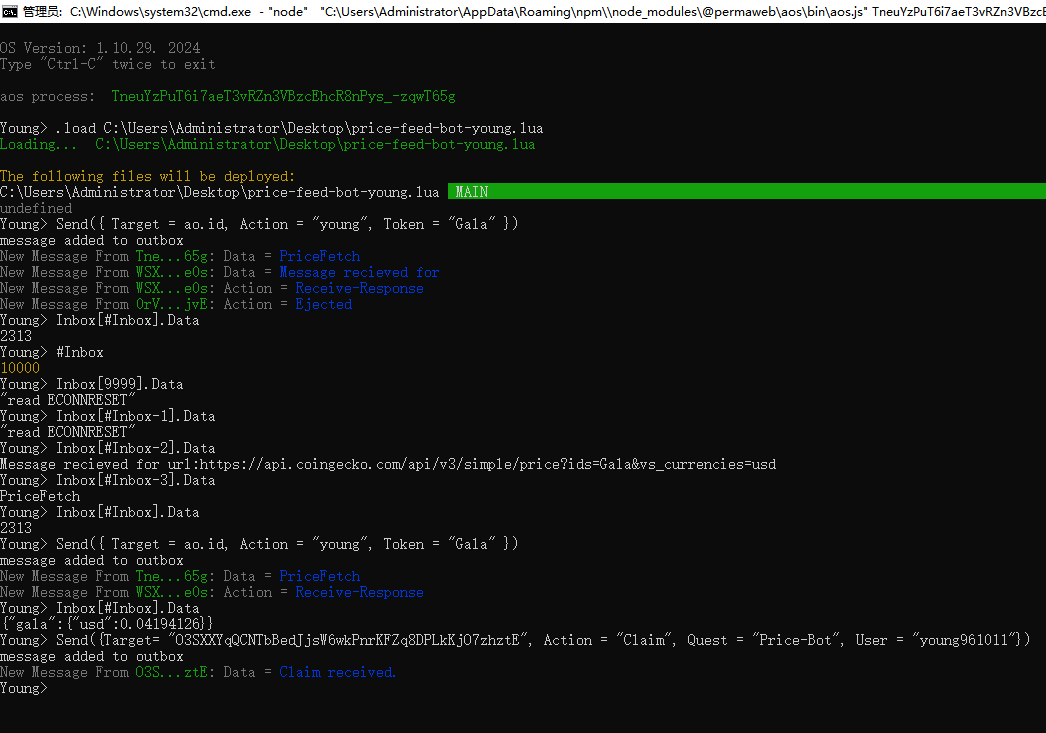 管理员: C:\Windows\system32\cmd.exe - "node" "C:\Users\Administrator\AppData\Roaming\npm\\node_modules\@permaweb\aos\bin\aos.js" TneuYzPuT6i7aeT3vRZn3VBzcE
OS Version: 1.10.29. 2024
Type "Ctrl-C" twice to exit
aos process: TneuYzPuT6i7aeT3vRZn3VBzcEhcR8nPys_-zqwT65g
Young> .load C:\Users\Administrator\Desktop\price-feed-bot-young.lua
Loading... C:\Users\Administrator\Desktop\price-feed-bot-young.lua
The following files will be deployed:
C:\Users\Administrator\Desktop\price-feed-bot-young.lua MAIN
undefined
Young> Send({ Target = ao.id, Action = "young", Token = "Gala" })
message added to outbox
New Message From Tne...65g: Data = PriceFetch
New Message From WSX...e0s: Data = Message recieved for
New Message From WSX...e0s: Action = Receive-Response
New Message From OrV...jvE: Action = Ejected
Young> Inbox[#Inbox].Data
2313
Young> #Inbox
10000
Young> Inbox[9999].Data
"read ECONNRESET"
Young> Inbox[#Inbox-1].Data
"read ECONNRESET"
Young> Inbox[#Inbox-2].Data
Message recieved for url:https://api.coingecko.com/api/v3/simple/price?ids=Gala&vs_currencies=usd
Young> Inbox[#Inbox-3].Data
PriceFetch
Young> Inbox[#Inbox].Data
2313
Young> Send({ Target = ao.id, Action = "young", Token = "Gala" })
message added to outbox
New Message From Tne...65g: Data = PriceFetch
New Message From WSX...e0s: Action = Receive-Response
Young> Inbox[#Inbox].Data
{"gala":{"usd":0.04194126}}
Young> Send({Target= "O3SXXYqQCNTbBedJjsW6wkPnrKFZq8DPLkKjO7zhztE", Action = "Claim", Quest = "Price-Bot", User = "young961011"})
message added to outbox
New Message From O3S...ztE: Data = Claim received.
Young>